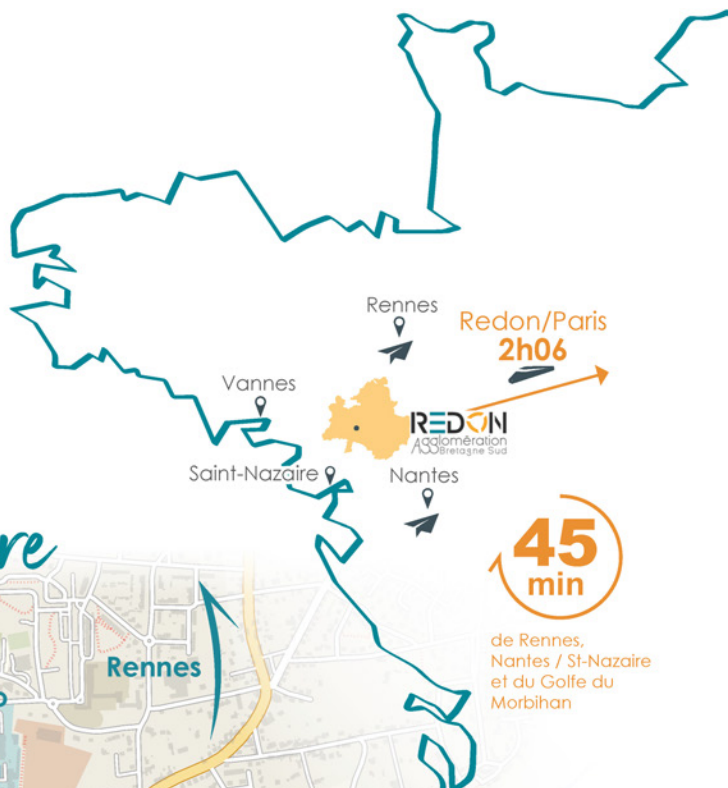 Rennes
Redon/Paris
2h06
Vannes
REDON
Agglomération
Bretagne Sud
Saint-Nazaire
Nantes
45
min
de Rennes,
Nantes / St-Nazaire
et du Golfe du
Morbihan
re
Rennes